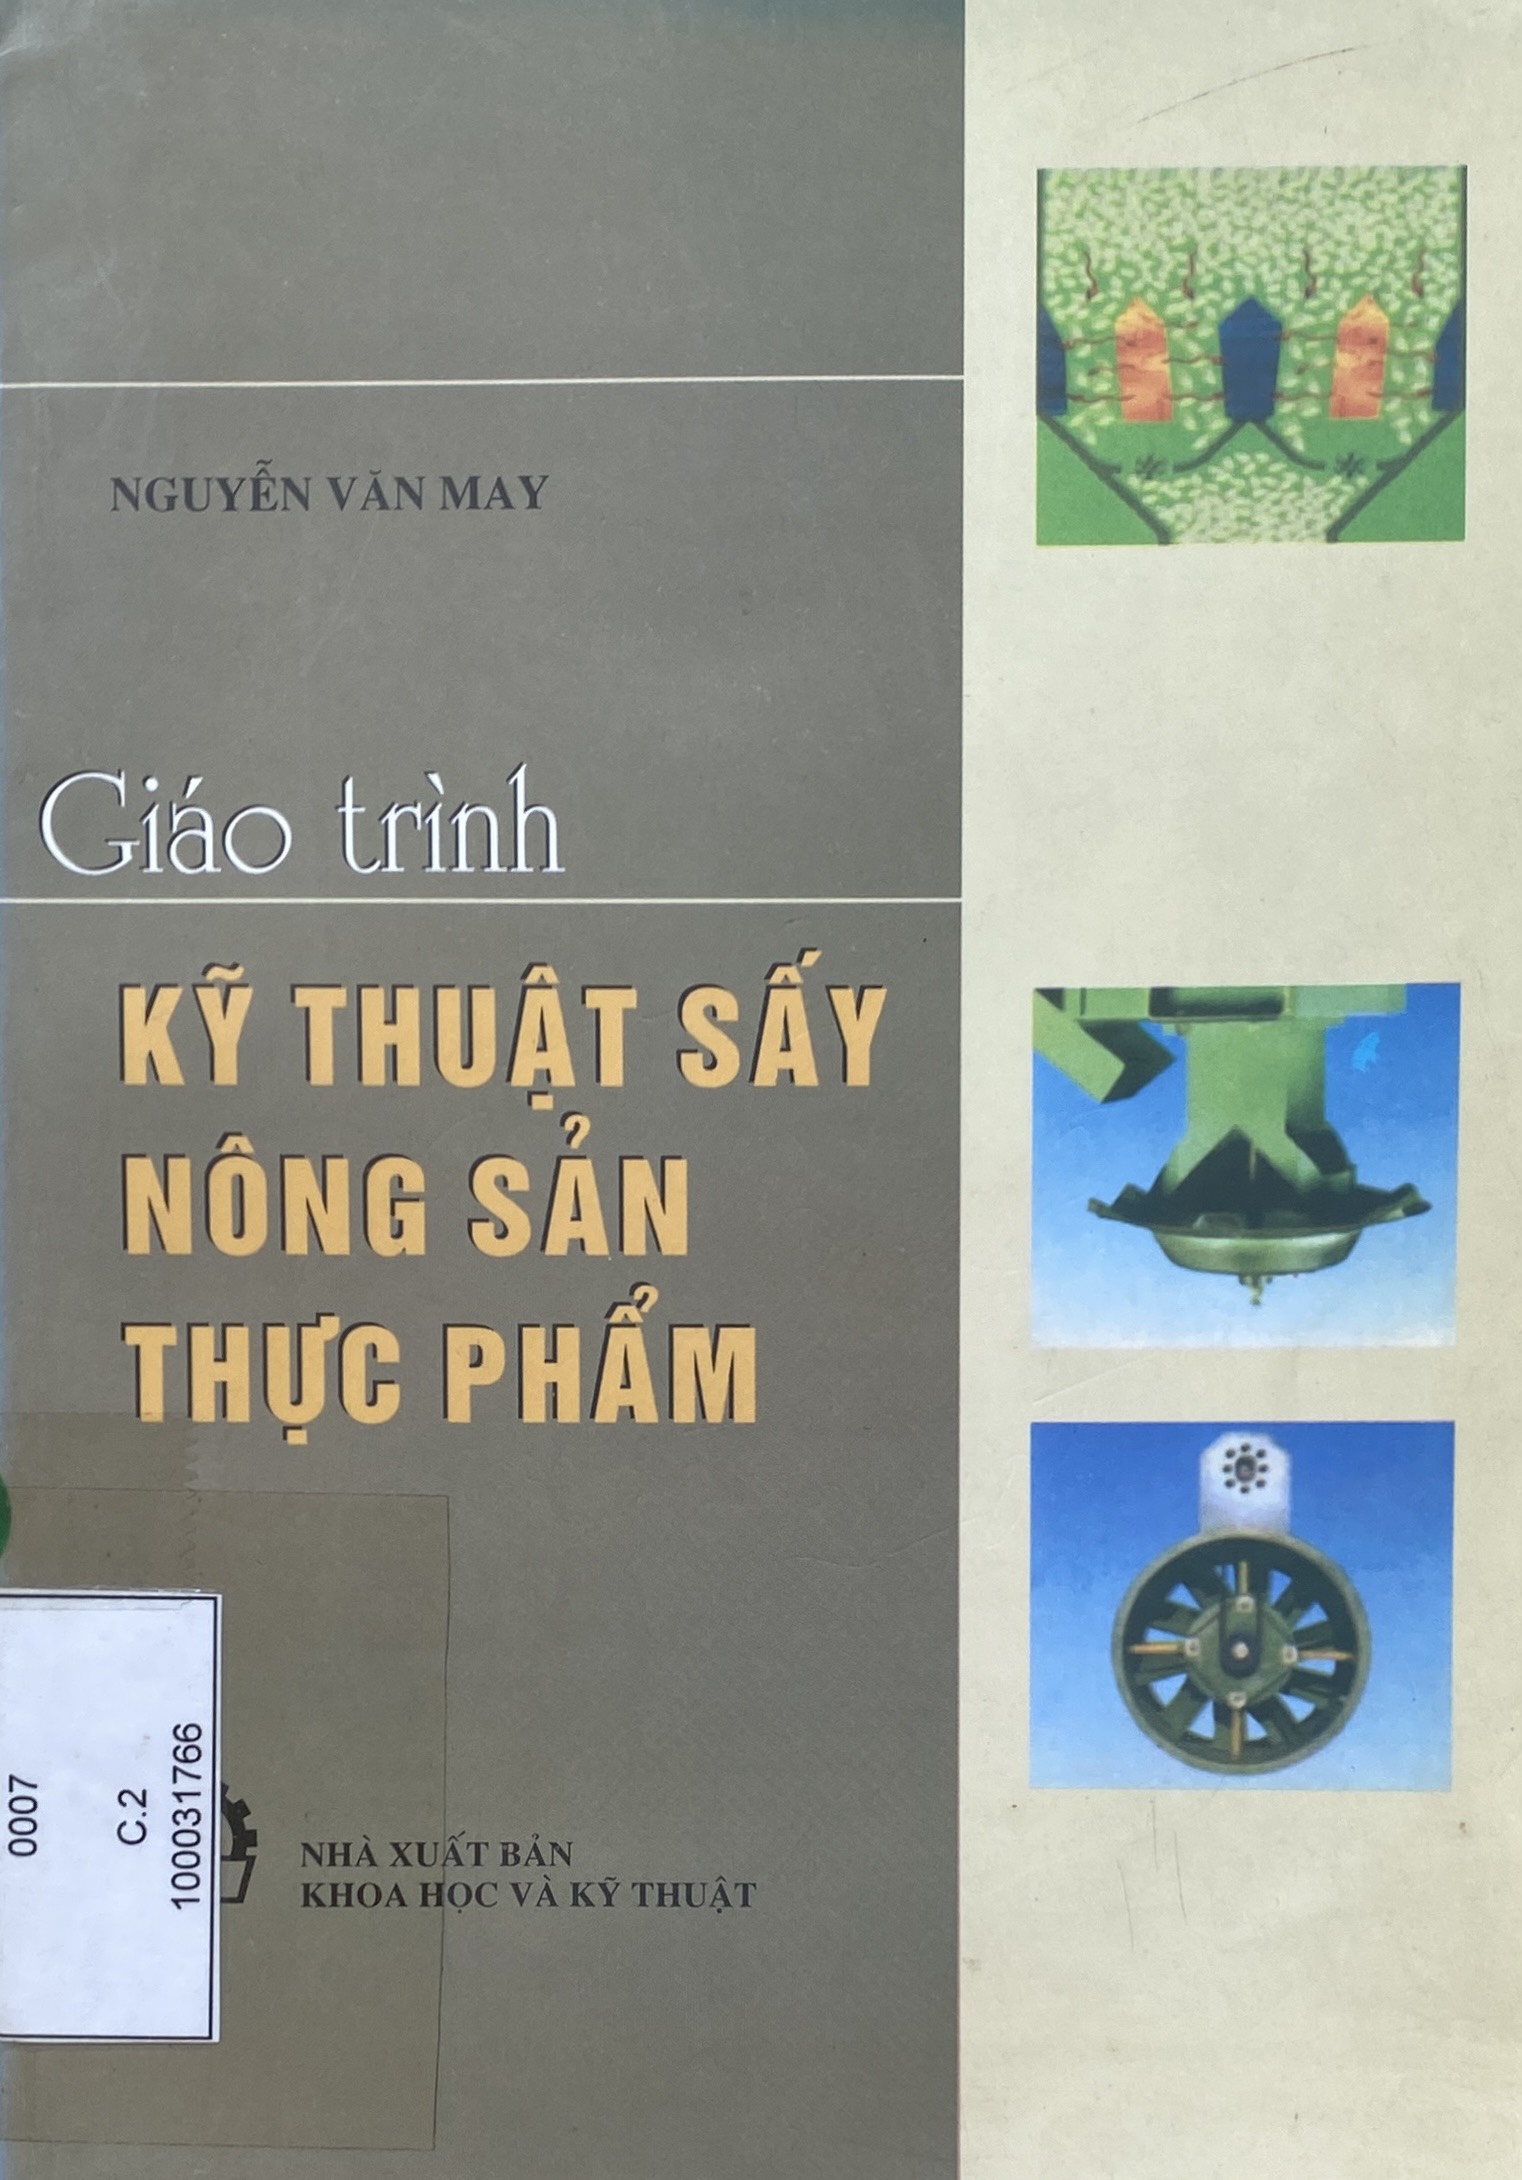 NGUYỄN VĂN MAY
Giáo trình
KỸ THUẬT SẤY
NÔNG SẢN
THỰC PHẨM
0007
C.2
100031766
NHÀ XUẤT BẢN
KHOA HỌC VÀ KỸ THUẬT